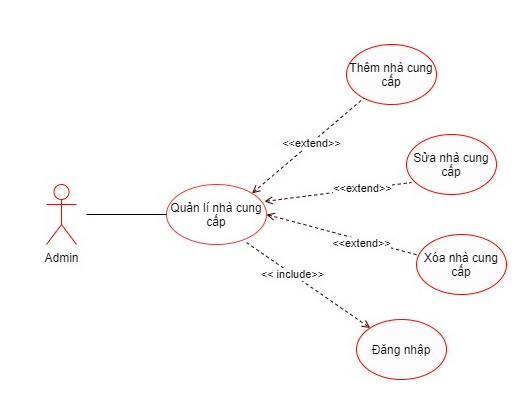 Thêm nhà cung
cấp
<<extend>>
Sửa nhà cung
cấp
<<extend>>
Quản lí nhà cung
cấp
<<extend>>
Xóa nhà cung
cấp
Admin
<< include>>
Đăng nhập